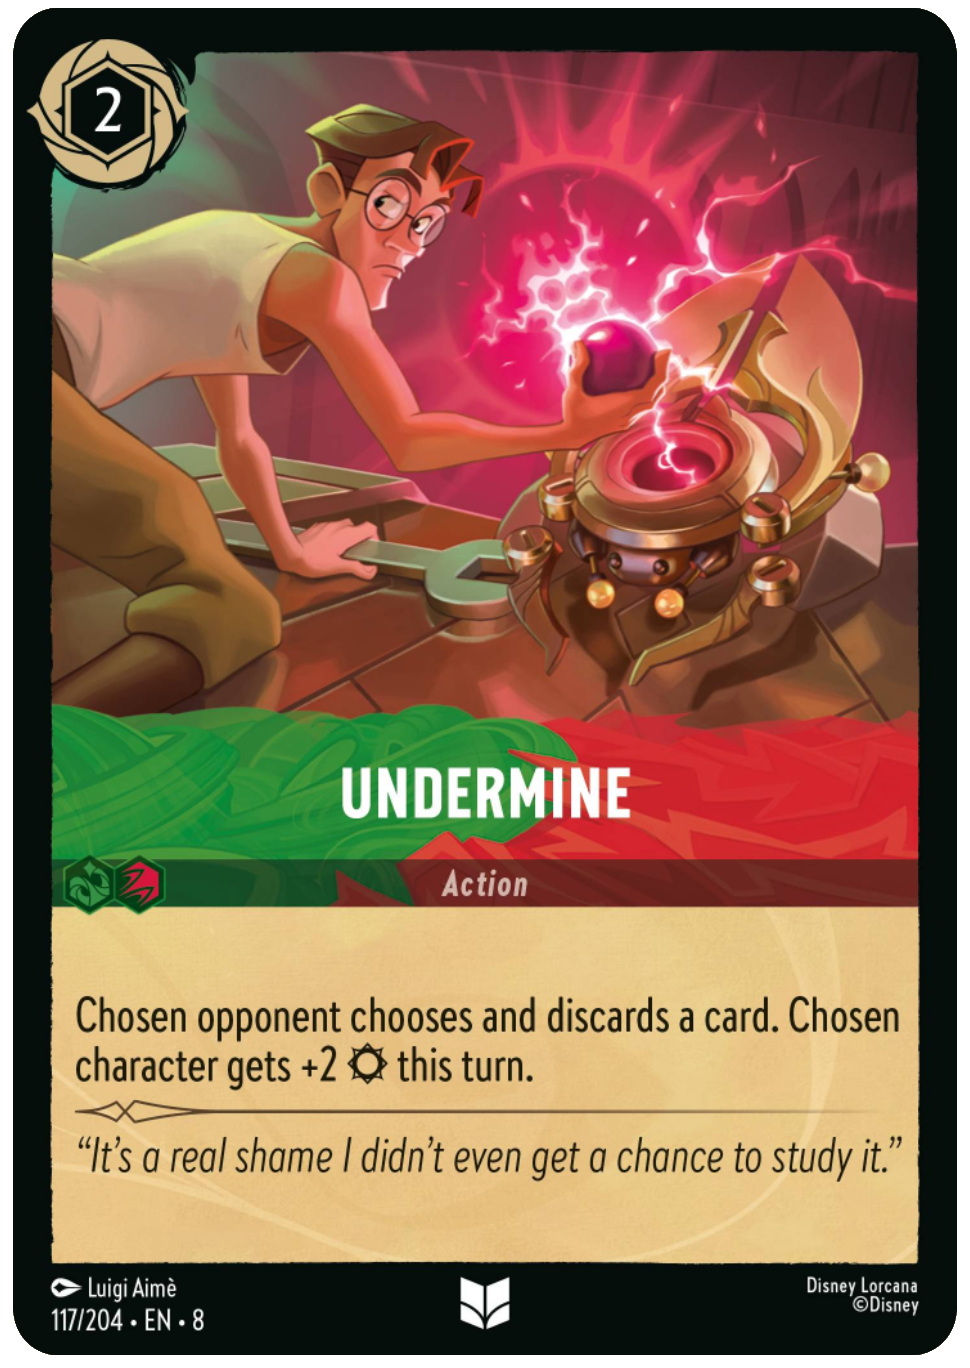 2
UNDERMINE
Action
Chosen opponent chooses and discards a card. Chosen
character gets +2 this turn.
“It’s a real shame I didn’t even get a chance to study it.”
Luigi Aimè
117/204 • EN • 8
Disney Lorcana
©Disney